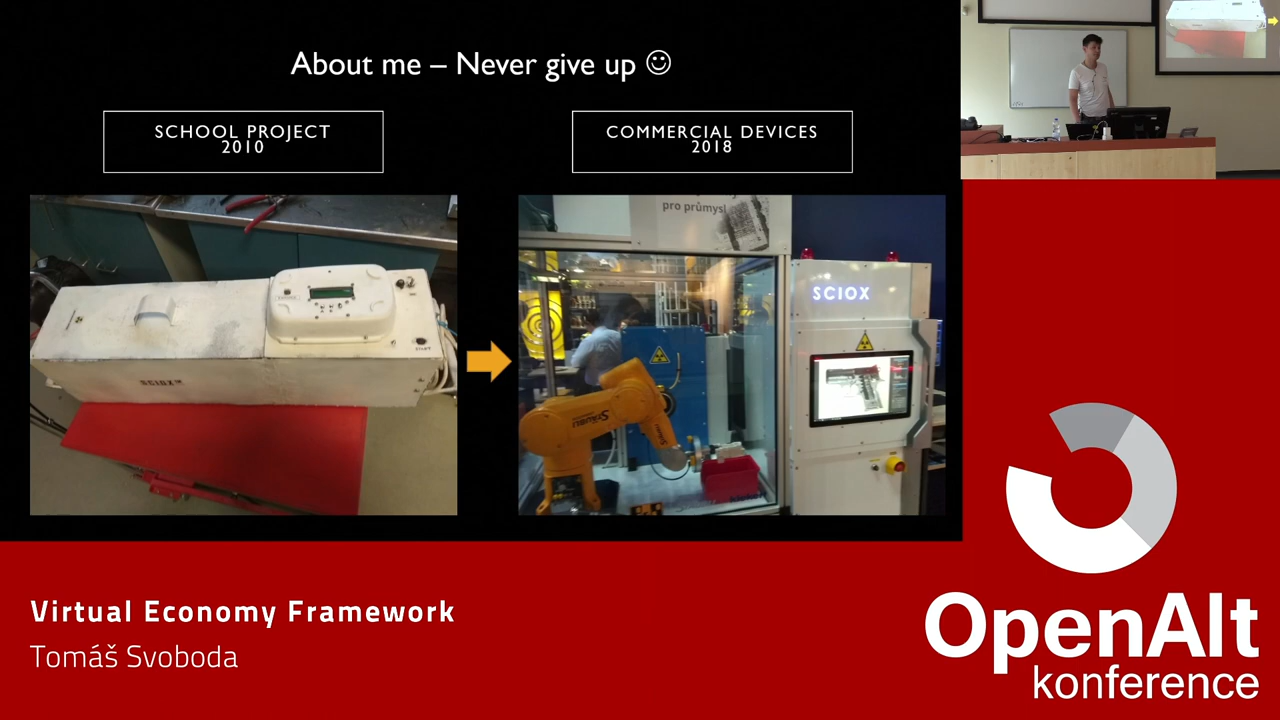 About me – Never give up ☺
SCHOOL PROJECT
2010
COMMERCIAL DEVICES
2018
SCIOX
pro průmysl
SCIOX
STÄUBLI
Virtual Economy Framework
Tomáš Svoboda
OpenAlt
konference